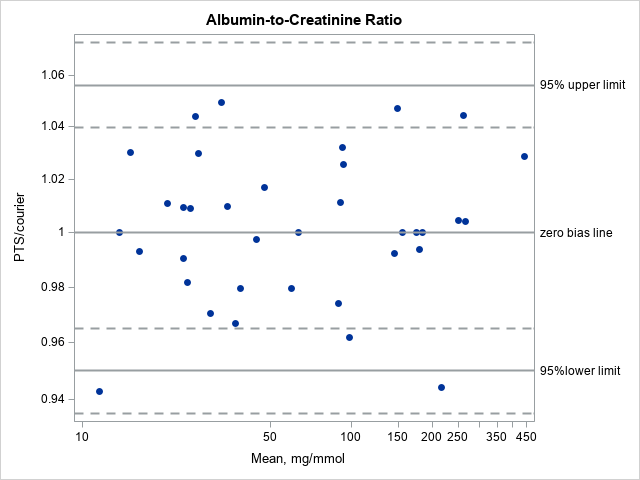 Albumin-to-Creatinine Ratio
1.06
1.04
1.02
1
0.98
0.96
0.94
PTS/courier
95% upper limit
zero bias line
95%lower limit
10 50 100 150 200 250 350 450
Mean, mg/mmol